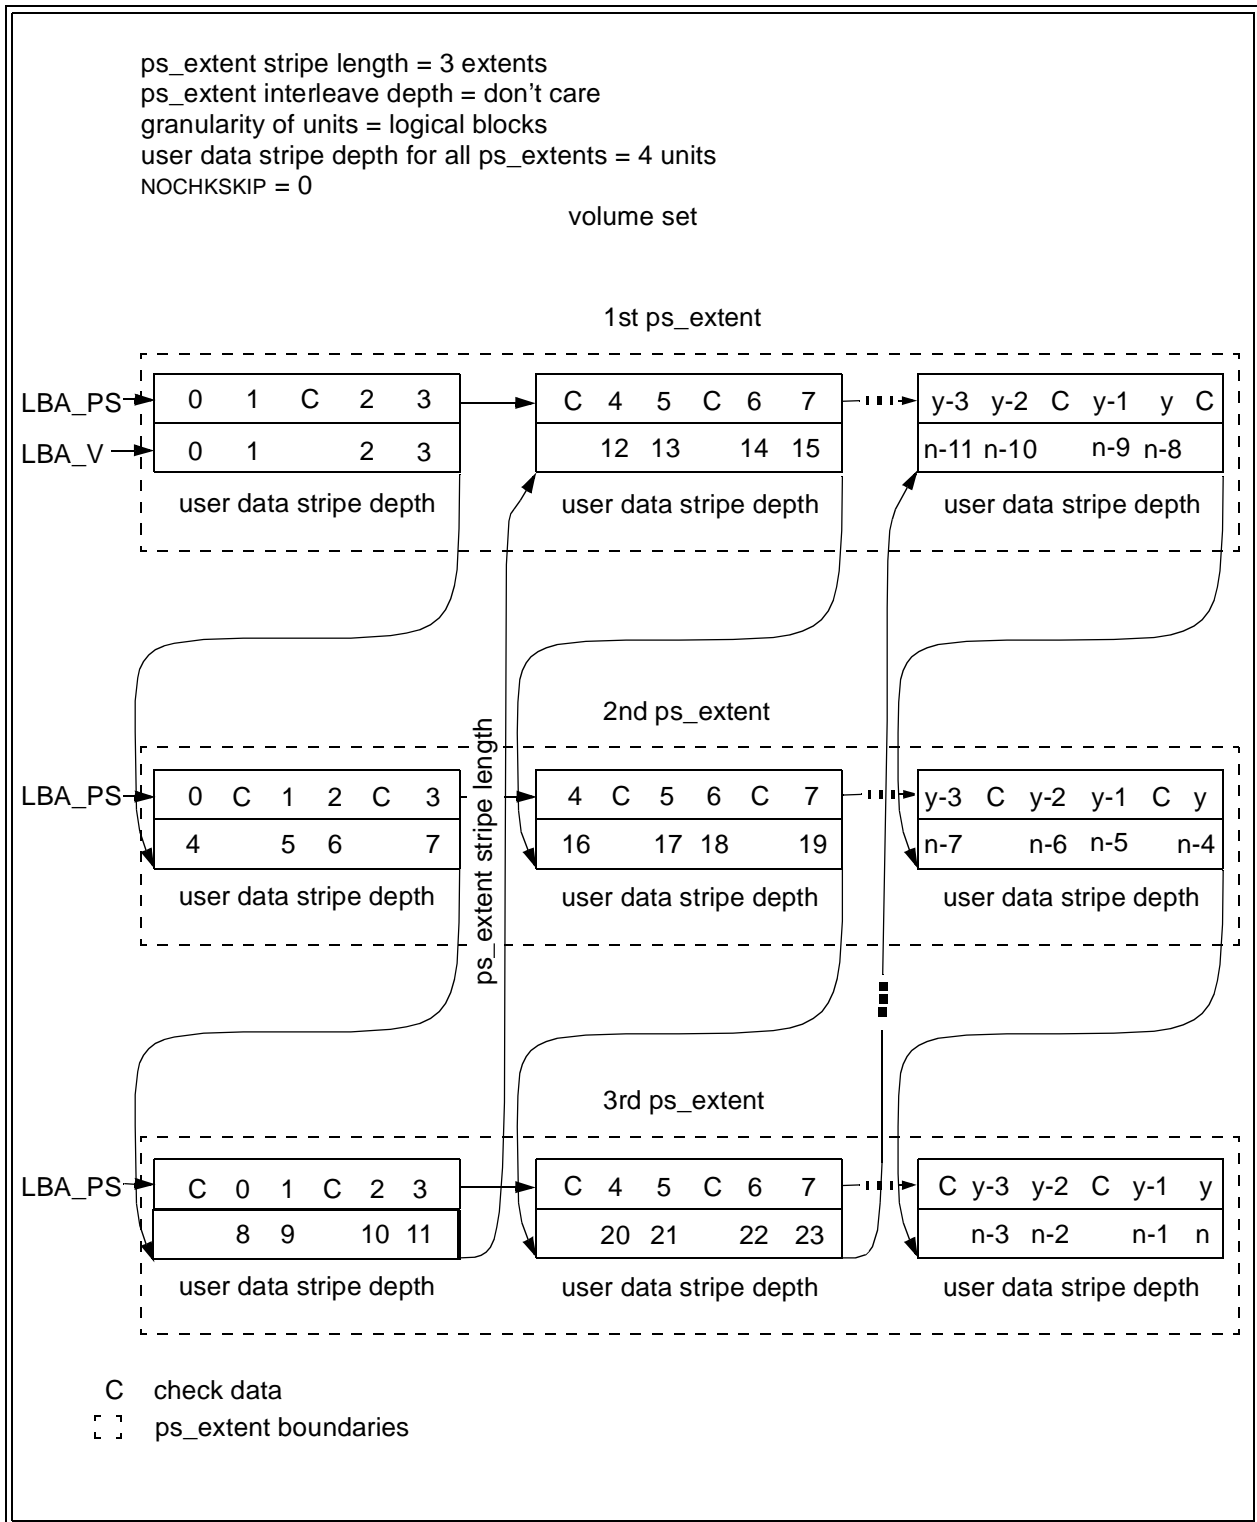 ps_extent stripe length = 3 extents
ps_extent interleave depth = don't care
granularity of units = logical blocks
user data stripe depth for all ps_extents = 4 units
NOCHKSKIP = 0
volume set
1st ps_extent
LBA_PS 0 1 C 2 3 C 4 5 C 6 7 y-3 y-2 C y-1 y C
LBA_V 0 1 2 3 12 13 14 15 n-11 n-10 n-9 n-8
user data stripe depth user data stripe depth user data stripe depth
2nd ps_extent
ps_extent stripe length
LBA_PS 0 C 1 2 C 3 4 C 5 6 C 7 y-3 C y-2 y-1 C y
4 5 6 7 16 17 18 19 n-7 n-6 n-5 n-4
user data stripe depth user data stripe depth user data stripe depth
3rd ps_extent
LBA_PS C 0 1 C 2 3 C 4 5 C 6 7 C y-3 y-2 C y-1 y
8 9 10 11 20 21 22 23 n-3 n-2 n-1 n
user data stripe depth user data stripe depth user data stripe depth
C check data
ps_extent boundaries